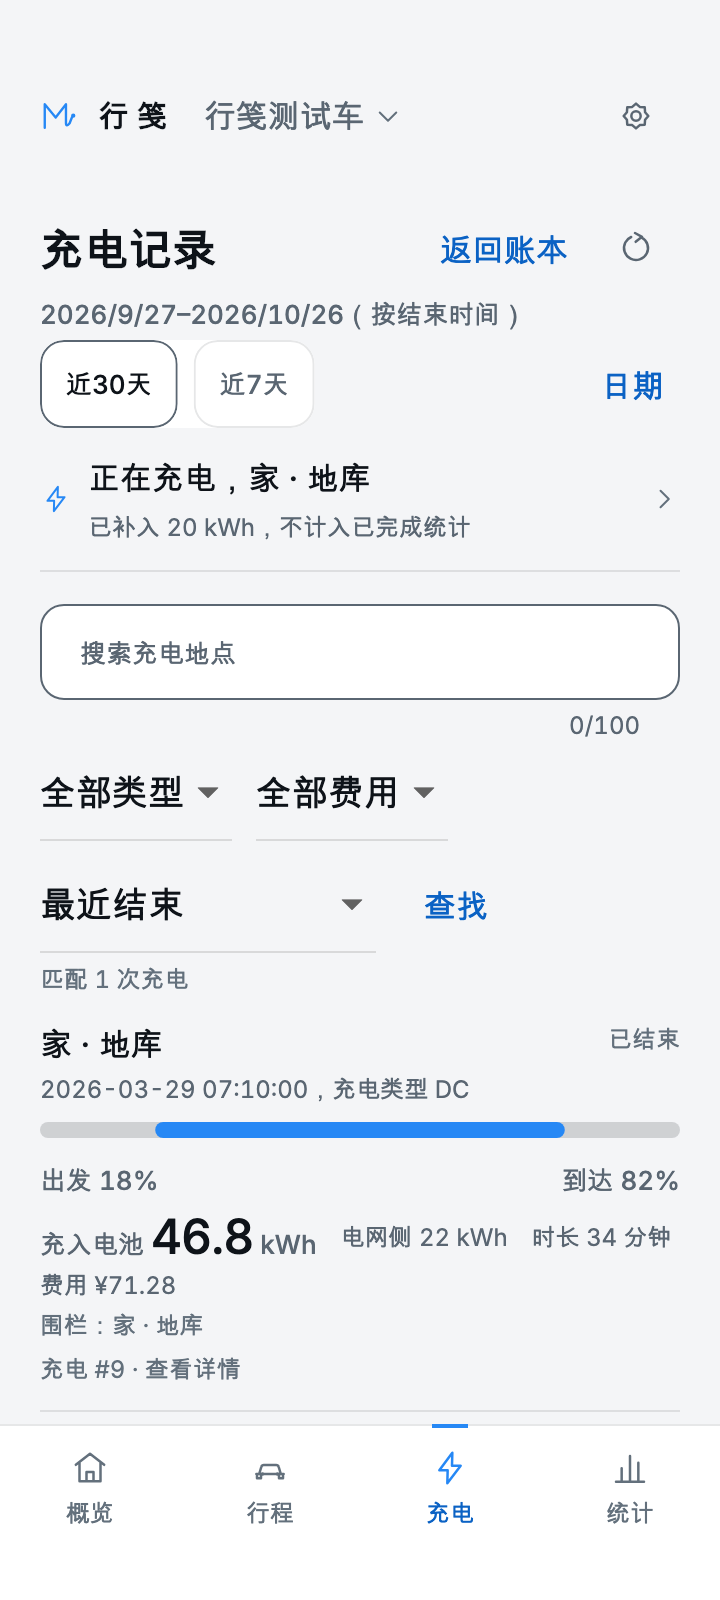 行笺 行笺测试车
充电记录 返回账本
2026/9/27–2026/10/26（按结束时间）
近30天 近7天 日期
正在充电，家 · 地库
已补入 20 kWh，不计入已完成统计
搜索充电地点
0/100
全部类型 全部费用
最近结束 查找
匹配 1 次充电
家 · 地库 已结束
2026-03-29 07:10:00，充电类型 DC
出发 18% 到达 82%
充入电池 46.8 kWh 电网侧 22 kWh 时长 34 分钟
费用 ¥71.28
围栏：家 · 地库
充电 #9 · 查看详情
概览 行程 充电 统计